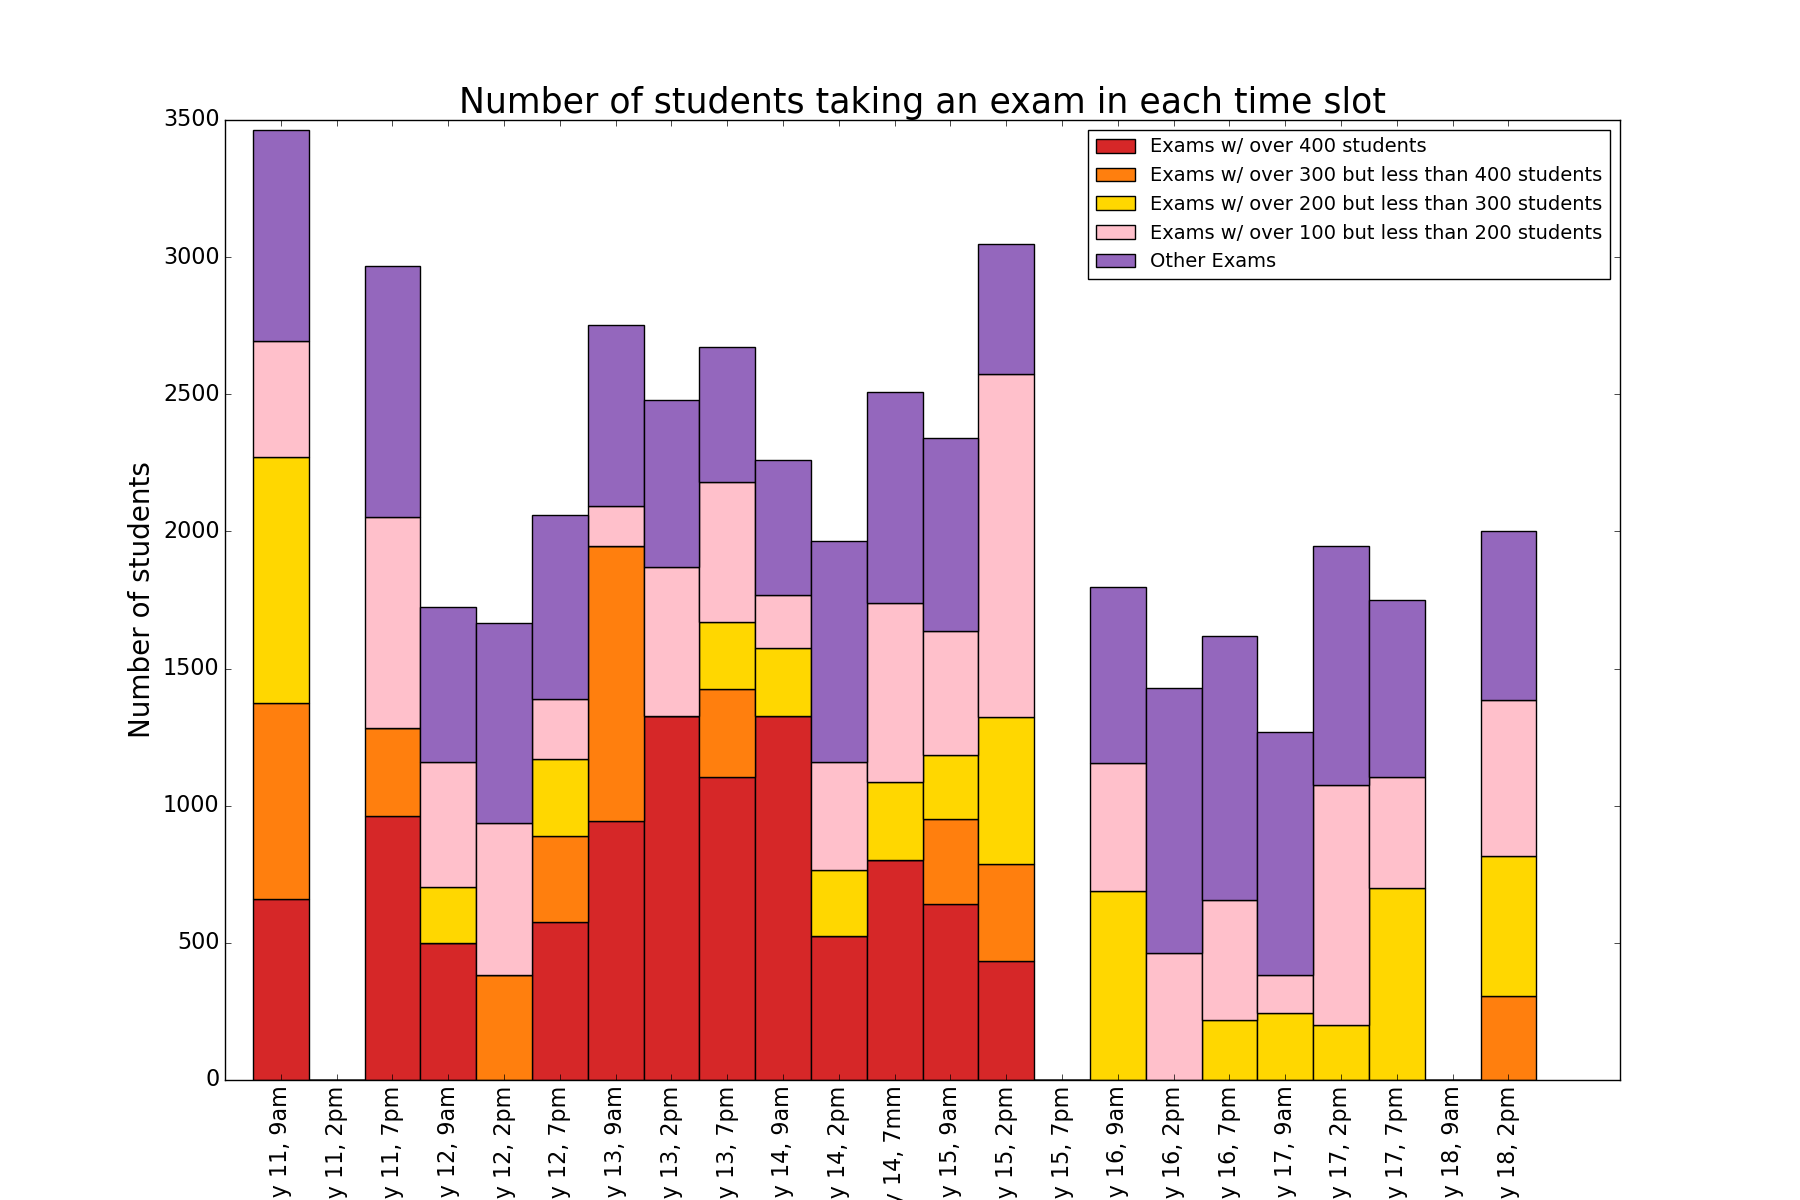 Number of students taking an exam in each time slot
3500
3000
2500
2000
1500
1000
500
0
Number of students
Exams w/ over 400 students
Exams w/ over 300 but less than 400 students
Exams w/ over 200 but less than 300 students
Exams w/ over 100 but less than 200 students
Other Exams
y 11, 9am
y 11, 2pm
y 11, 7pm
y 12, 9am
y 12, 2pm
y 12, 7pm
y 13, 9am
y 13, 2pm
y 13, 7pm
y 14, 9am
y 14, 2pm
y 14, 7mm
y 15, 9am
y 15, 2pm
y 15, 7pm
y 16, 9am
y 16, 2pm
y 16, 7pm
y 17, 9am
y 17, 2pm
y 17, 7pm
y 18, 9am
y 18, 2pm